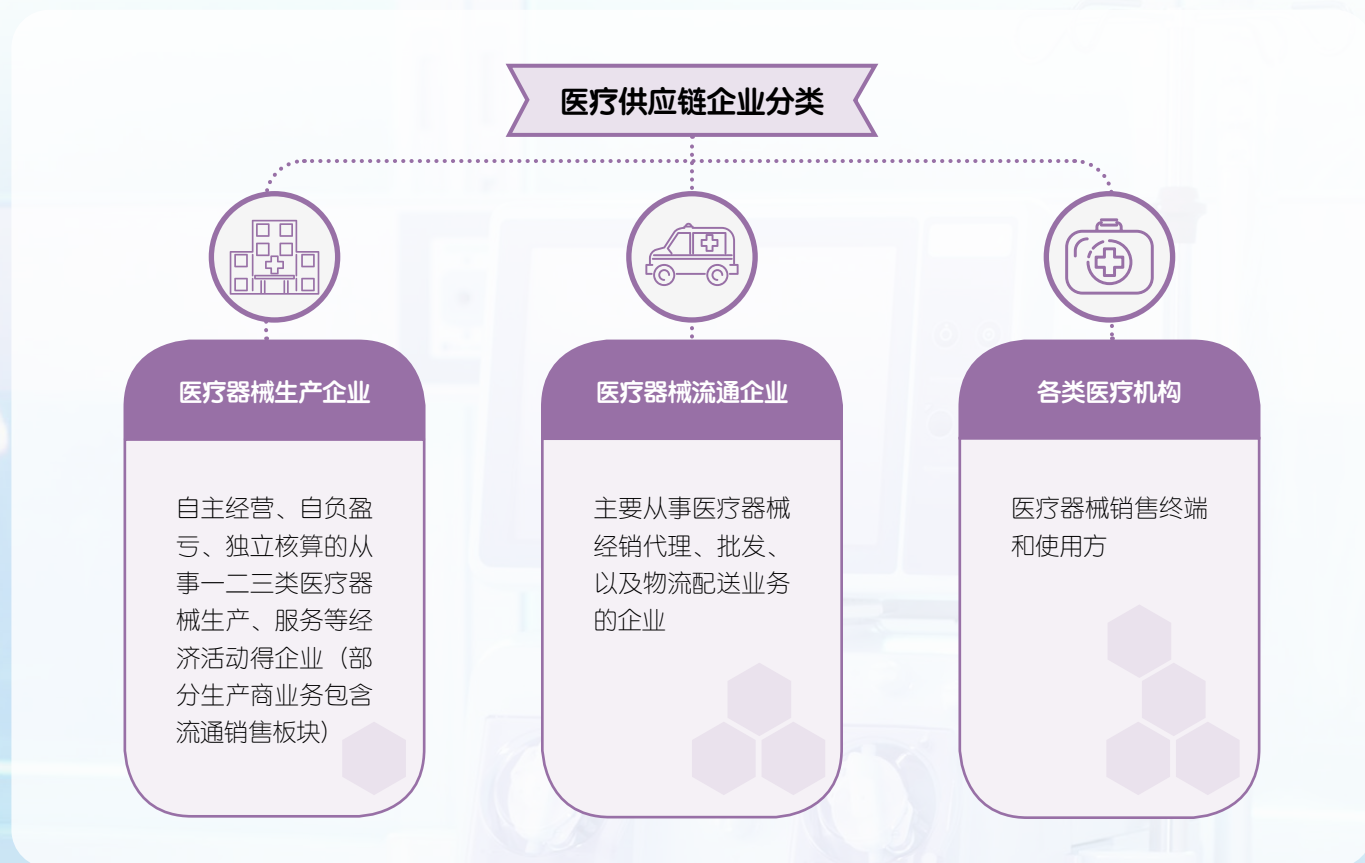 医疗供应链企业分类
医疗器械生产企业
自主经营、自负盈
亏、独立核算的从
事一二三类医疗器
械生产、服务等经
济活动得企业（部
分生产商业务包含
流通销售板块）
医疗器械流通企业
主要从事医疗器械
经销代理、批发、
以及物流配送业务
的企业
各类医疗机构
医疗器械销售终端
和使用方